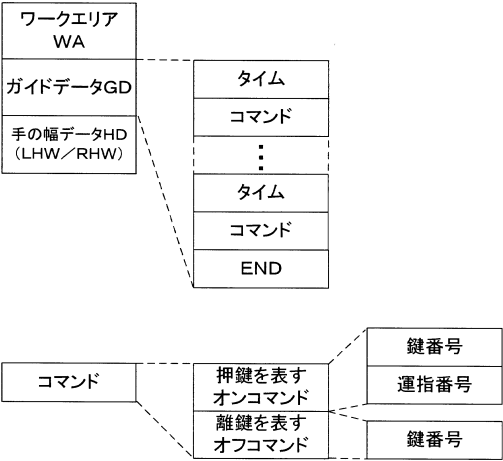 ワークエリア
WA
ガイドデータGD
手の幅データHD
(LHW/RHW)
タイム
コマンド
⋮
タイム
コマンド
END
コマンド
押鍵を表す
オンコマンド
離鍵を表す
オフコマンド
鍵番号
運指番号
鍵番号